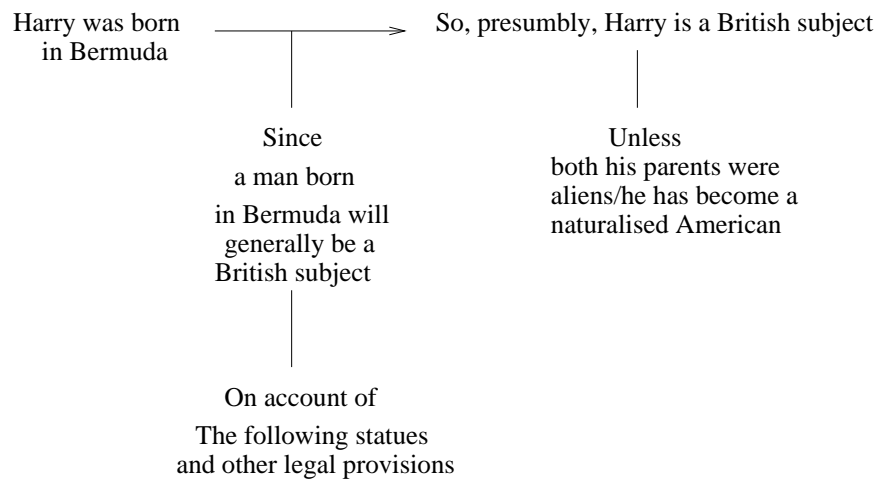 Harry was born
in Bermuda
So, presumbly, Harry is a British subject
Since
a man born
in Bermuda will
generally be a
British subject
Unless
both his parents were
aliens/he has become a
naturalised American
On account of
The following statues
and other legal provisions